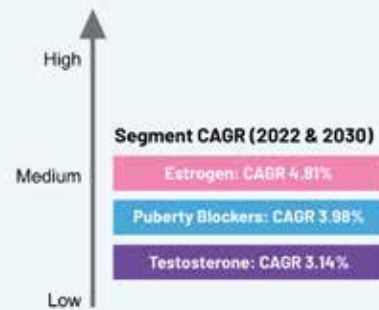 High
Segment CAGR (2022 & 2030)
Medium
Estrogen: CAGR 4.81%
Puberty Blockers: CAGR 3.98%
Testosterone: CAGR 3.14%
Low